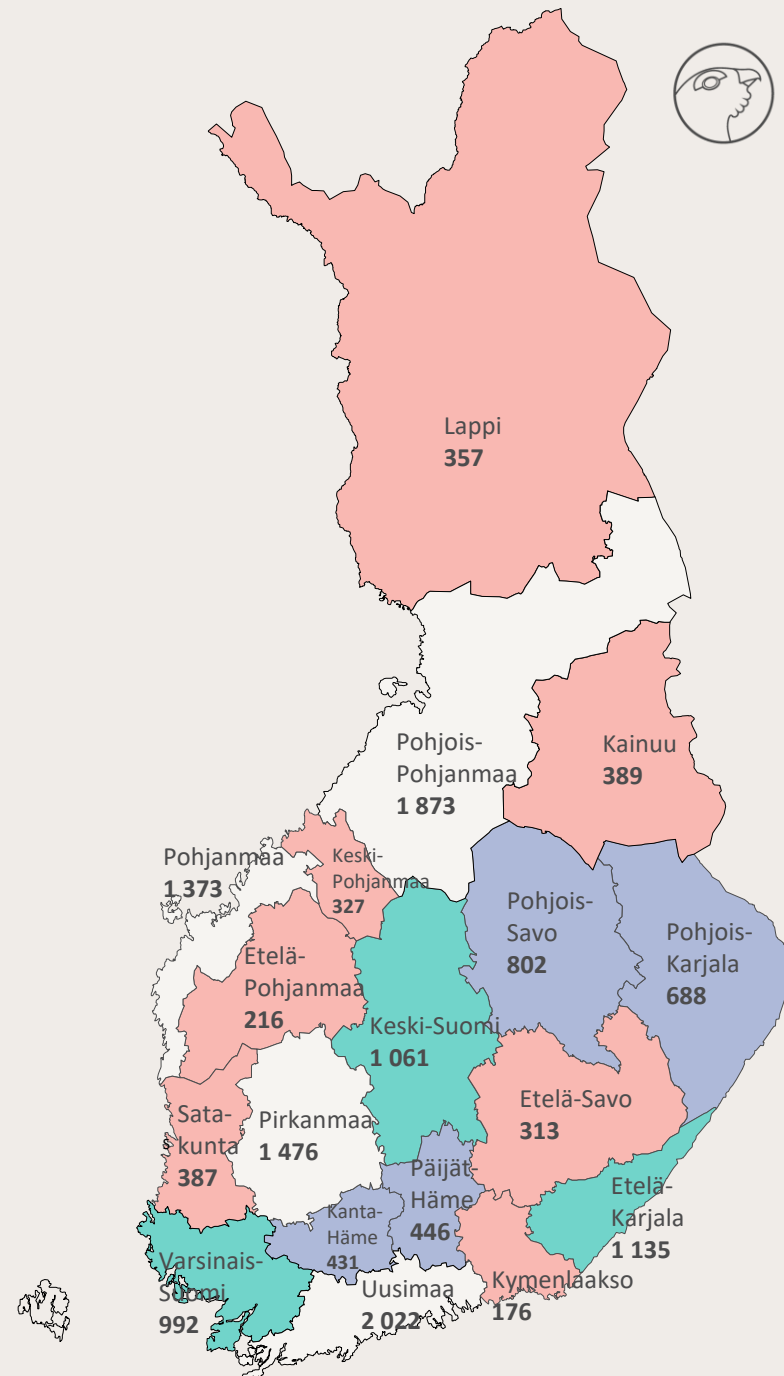 Lappi
357
Pohjois-
Pohjanmaa
1 873
Kainuu
389
Pohjanmaa
1 373
Keski-
Pohjanmaa
327
Pohjois-
Savo
802
Pohjois-
Karjala
688
Etelä-
Pohjanmaa
216
Keski-Suomi
1 061
Etelä-Savo
313
Sata-
kunta
387
Pirkanmaa
1 476
Päijät-
Häme
446
Etelä-
Karjala
1 135
Kanta-
Häme
431
Varsinais-
Suomi
992
Uusimaa
2 022
Kymenlaakso
176